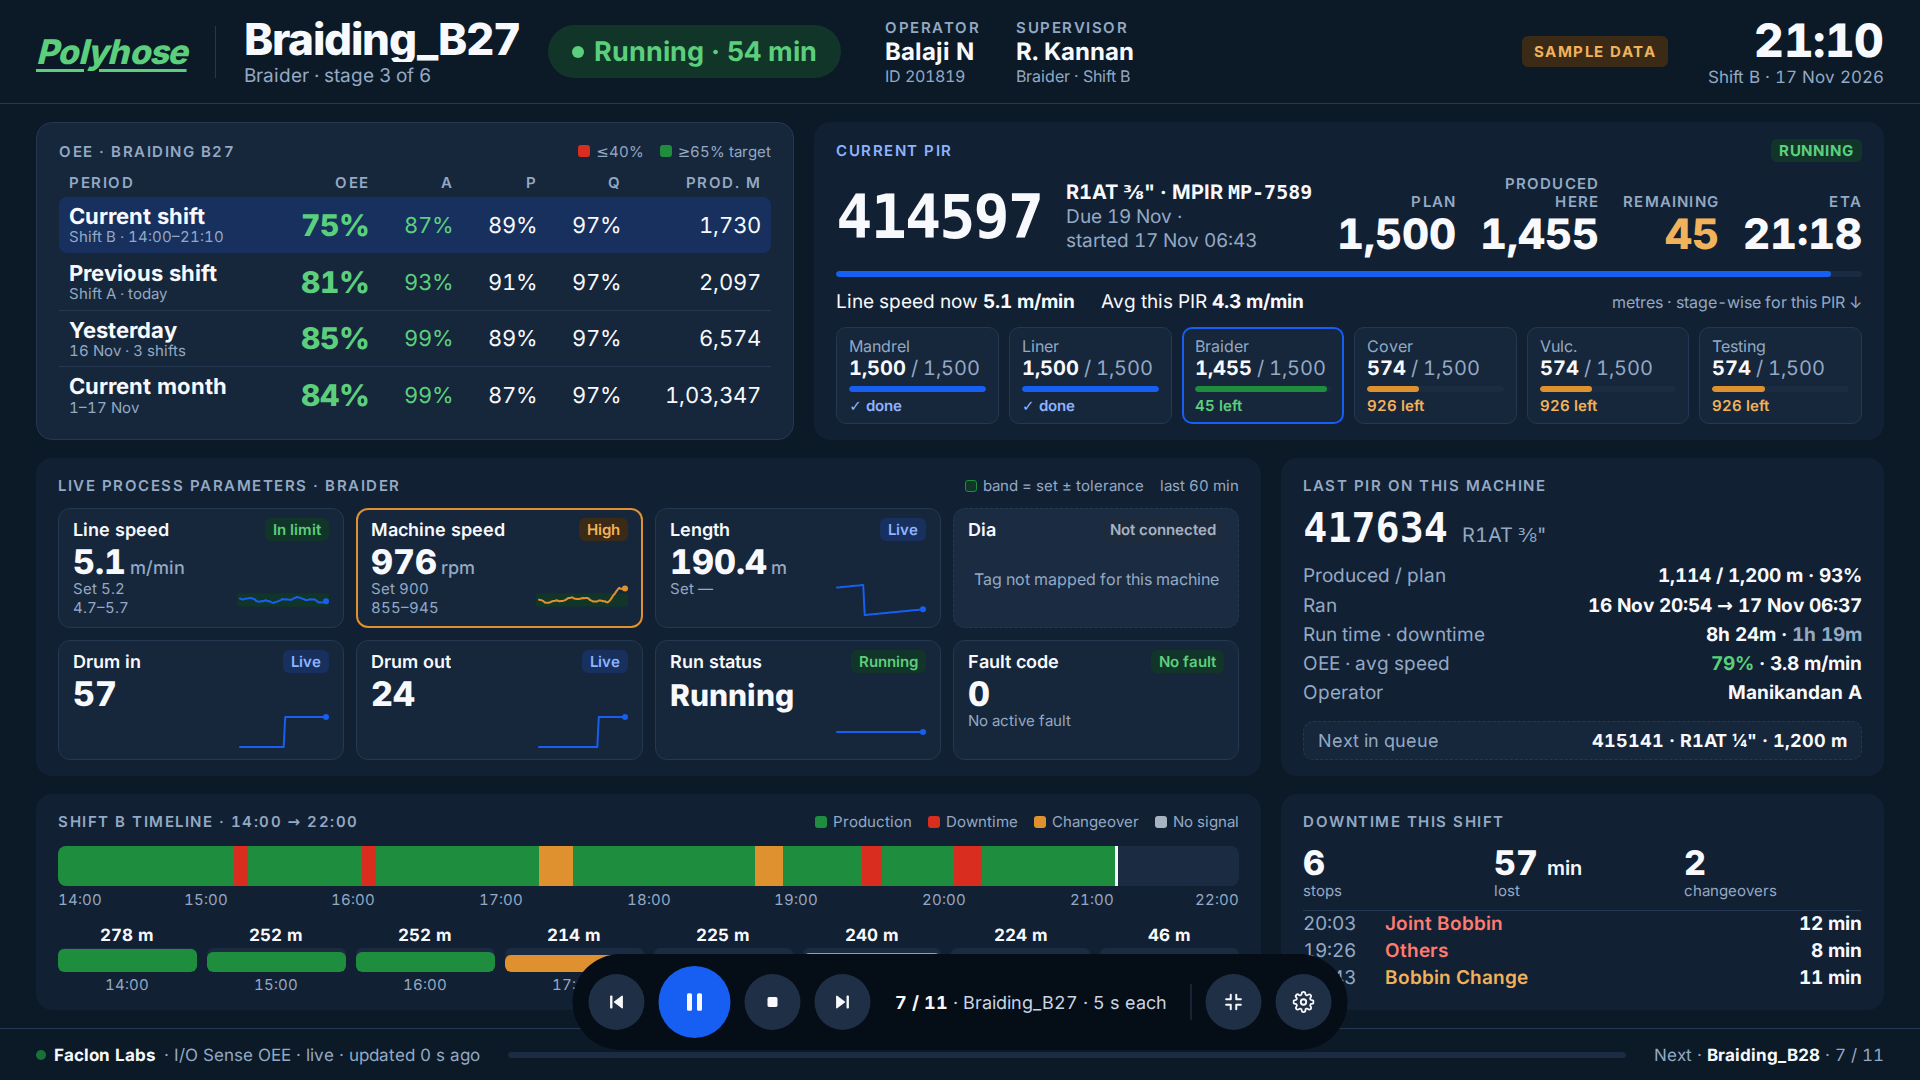 Polyhose
Braiding_B27
Braider · stage 3 of 6
Running · 54 min
OPERATOR
Balaji N
ID 201819
SUPERVISOR
R. Kannan
Braider · Shift B
SAMPLE DATA
21:10
Shift B · 17 Nov 2026
OEE · BRAIDING B27
≤40% ≥65% target
PERIOD OEE A P Q PROD. M
Current shift 75% 87% 89% 97% 1,730
Shift B · 14:00–21:10
Previous shift 81% 93% 91% 97% 2,097
Shift A · today
Yesterday 85% 99% 89% 97% 6,574
16 Nov · 3 shifts
Current month 84% 99% 87% 97% 1,03,347
1–17 Nov
CURRENT PIR
RUNNING
414597
R1AT ⅜" · MPIR MP-7589
Due 19 Nov ·
started 17 Nov 06:43
PLAN
1,500
PRODUCED HERE
1,455
REMAINING
45
ETA
21:18
Line speed now 5.1 m/min Avg this PIR 4.3 m/min
metres · stage-wise for this PIR ↓
Mandrel
1,500 / 1,500
✓ done
Liner
1,500 / 1,500
✓ done
Braider
1,455 / 1,500
45 left
Cover
574 / 1,500
926 left
Vulc.
574 / 1,500
926 left
Testing
574 / 1,500
926 left
LIVE PROCESS PARAMETERS · BRAIDER
band = set ± tolerance last 60 min
Line speed In limit
5.1 m/min
Set 5.2
4.7–5.7
Machine speed High
976 rpm
Set 900
855–945
Length Live
190.4 m
Set —
Dia Not connected
Tag not mapped for this machine
Drum in Live
57
Drum out Live
24
Run status Running
Running
Fault code No fault
0
No active fault
LAST PIR ON THIS MACHINE
417634 R1AT ⅜"
Produced / plan 1,114 / 1,200 m · 93%
Ran 16 Nov 20:54 → 17 Nov 06:37
Run time · downtime 8h 24m · 1h 19m
OEE · avg speed 79% · 3.8 m/min
Operator Manikandan A
Next in queue 415141 · R1AT ¼" · 1,200 m
SHIFT B TIMELINE · 14:00 → 22:00
Production Downtime Changeover No signal
14:00 15:00 16:00 17:00 18:00 19:00 20:00 21:00 22:00
278 m 252 m 252 m 214 m 225 m 240 m 224 m 46 m
14:00 15:00 16:00
DOWNTIME THIS SHIFT
6 57 min 2
stops lost changeovers
20:03 Joint Bobbin 12 min
19:26 Others 8 min
Bobbin Change 11 min
7 / 11 · Braiding_B27 · 5 s each
Faclon Labs · I/O Sense OEE · live · updated 0 s ago
Next · Braiding_B28 · 7 / 11